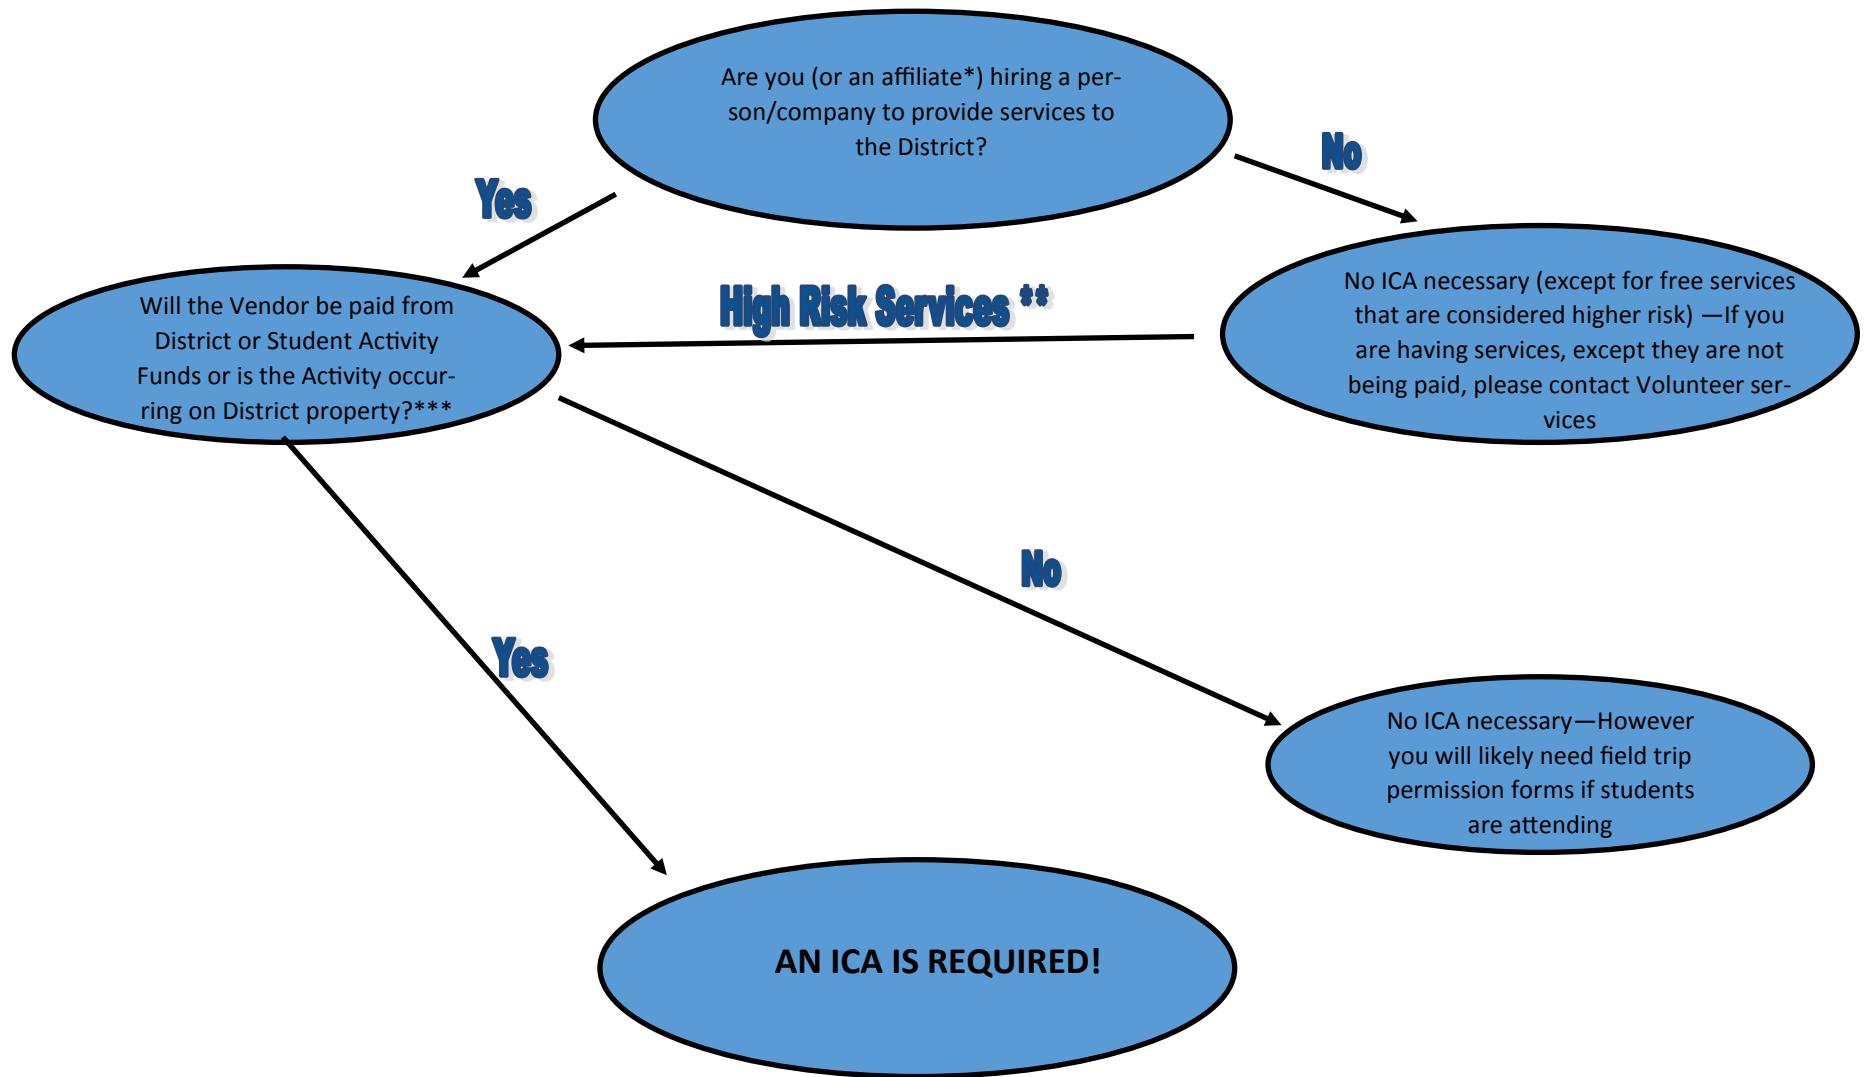 Are you (or an affiliate*) hiring a per-
son/company to provide services to
the District?
No
Yes
No ICA necessary (except for free services
that are considered higher risk) —If you
are having services, except they are not
being paid, please contact Volunteer ser-
vices
High Risk Services **
Will the Vendor be paid from
District or Student Activity
Funds or is the Activity occur-
ring on District property?***
No
Yes
No ICA necessary—However
you will likely need field trip
permission forms if students
are attending
AN ICA IS REQUIRED!